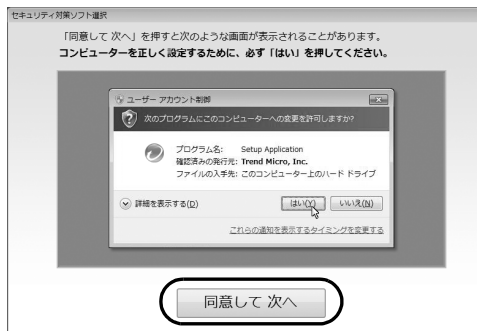 セキュリティ対策ソフト選択
「同意して 次へ」を押すと次のような画面が表示されることがあります。
コンピューターを正しく設定するために、必ず「はい」を押してください。
ユーザー アカウント制御
次のプログラムにこのコンピューターへの変更を許可しますか?
プログラム名: Setup Application
確認済みの発行元: Trend Micro, Inc.
ファイルの入手先: このコンピューター上のハード ドライブ
詳細を表示する(D) はい(Y) いいえ(N)
これらの通知を表示するタイミングを変更する
同意して 次へ